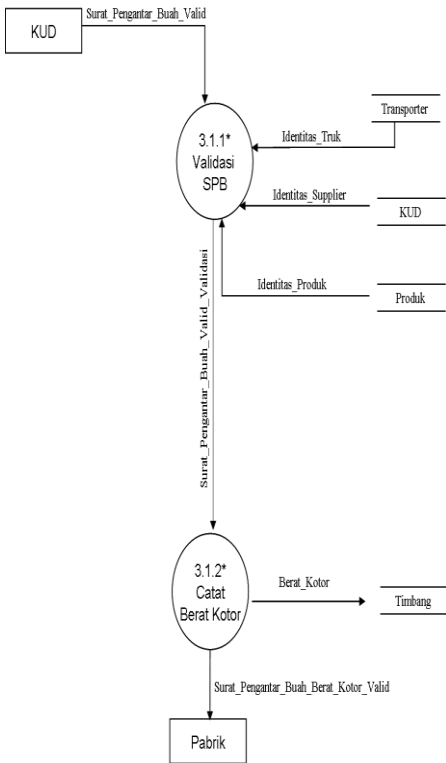 Surat_Pengantar_Buah_Valid
KUD
Transporter
3.1.1*
Validasi
SPB
Identitas_Truk
Identitas_Supplier
KUD
Identitas_Produk
Produk
Surat_Pengantar_Buah_Valid_Validasi
3.1.2*
Catat
Berat Kotor
Berat_Kotor
Timbang
Surat_Pengantar_Buah_Berat_Kotor_Valid
Pabrik